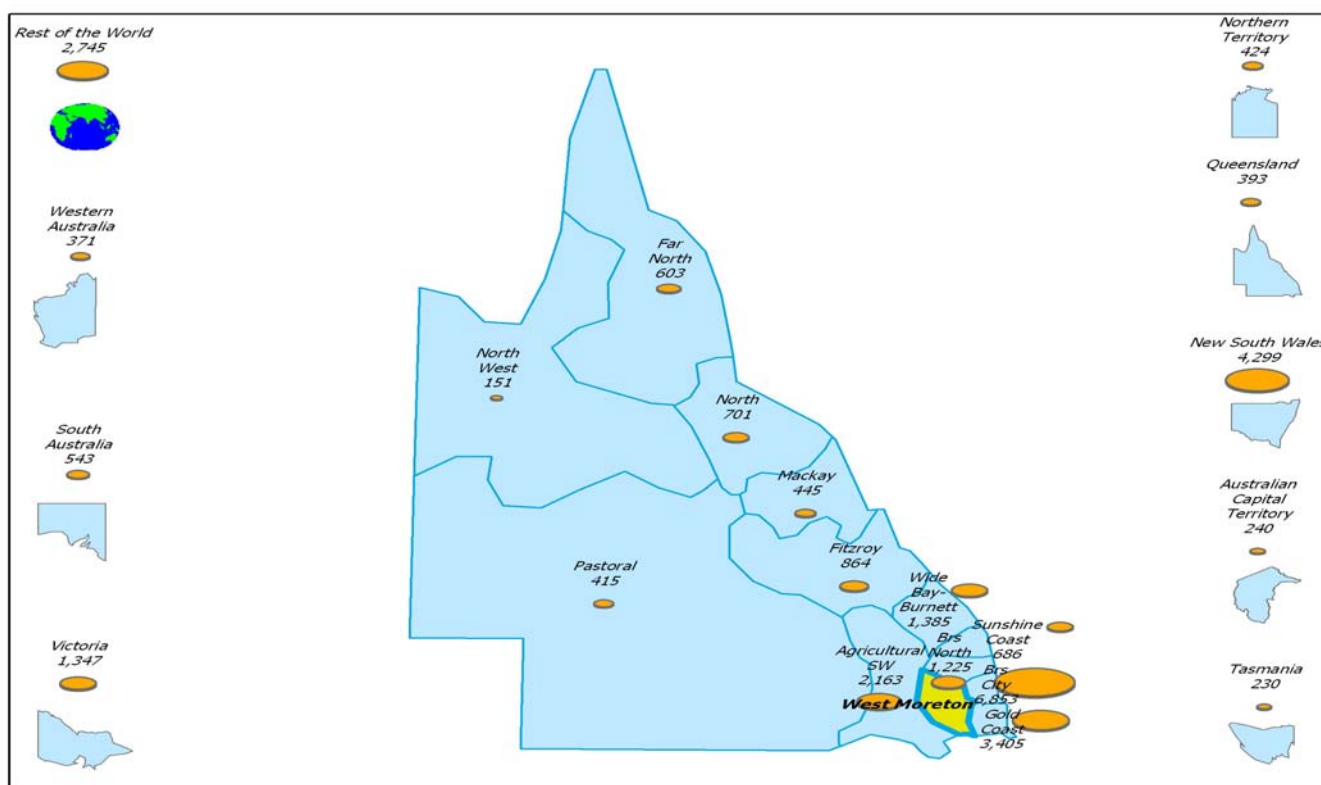 Rest of the World
2,745
Western
Australia
371
South
Australia
543
Victoria
1,347
Far
North
603
North
West
151
North
701
Mackay
445
Pastoral
415
Fitzroy
864
Wide
Bay-
Burnett
1,385
Sunshine
Coast
686
Brs
North
1,225
Agricultural
SW
2,163
Brs
City
6,853
West Moreton
Gold
Coast
3,405
Northern
Territory
424
Queensland
393
New South Wales
4,299
Australian
Capital
Territory
240
Tasmania
230